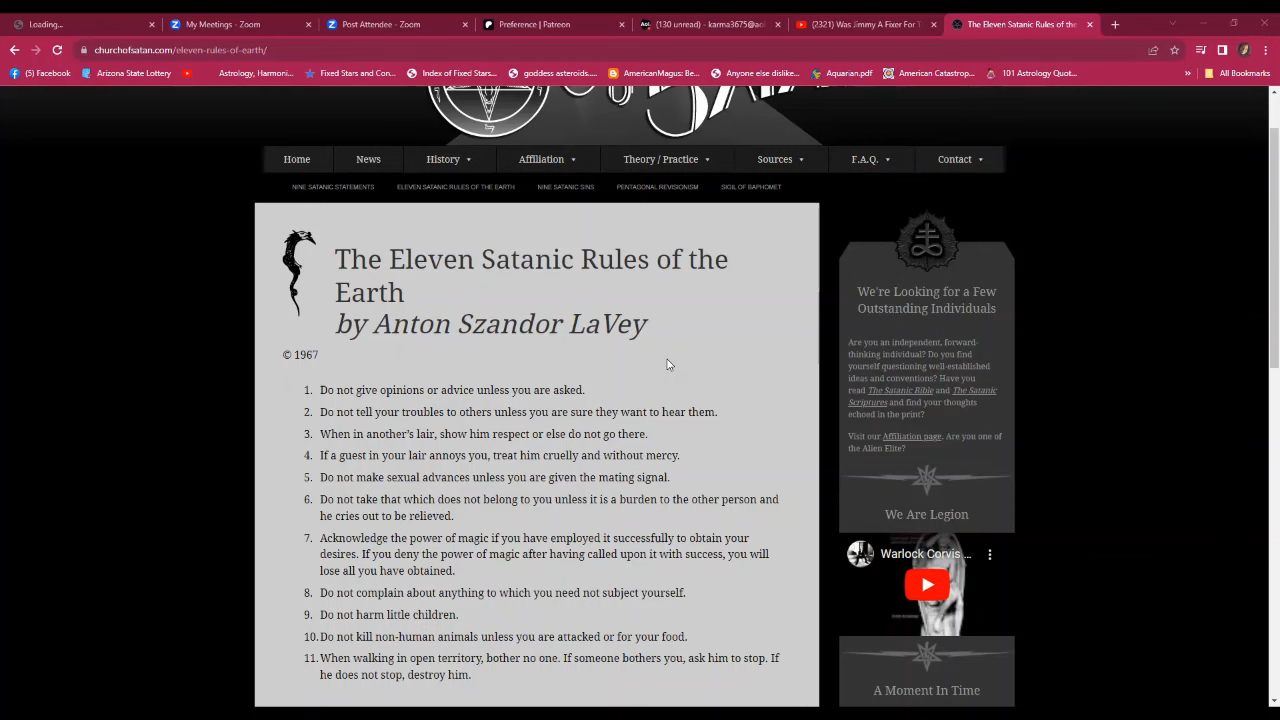 Loading...
My Meetings - Zoom
Post Attendee - Zoom
Preference | Patreon
(130 unread) - karma3675@aol
(2321) Was Jimmy A Fixer For T
The Eleven Satanic Rules of the
churchofsatan.com/eleven-rules-of-earth/
(5) Facebook
Arizona State Lottery
Astrology, Harmoni...
Fixed Stars and Con...
Index of Fixed Stars...
goddess asteroids....
AmericanMagus: Be...
Anyone else dislike...
Aquarian.pdf
American Catastrop...
101 Astrology Quot...
»
All Bookmarks
Home
News
History
Affiliation
Theory / Practice
Sources
F.A.Q.
Contact
NINE SATANIC STATEMENTS
ELEVEN SATANIC RULES OF THE EARTH
NINE SATANIC SINS
PENTAGONAL REVISIONISM
SIGIL OF BAPHOMET
The Eleven Satanic Rules of the
Earth
by Anton Szandor LaVey
© 1967
1. Do not give opinions or advice unless you are asked.
2. Do not tell your troubles to others unless you are sure they want to hear them.
3. When in another's lair, show him respect or else do not go there.
4. If a guest in your lair annoys you, treat him cruelly and without mercy.
5. Do not make sexual advances unless you are given the mating signal.
6. Do not take that which does not belong to you unless it is a burden to the other person and
he cries out to be relieved.
7. Acknowledge the power of magic if you have employed it successfully to obtain your
desires. If you deny the power of magic after having called upon it with success, you will
lose all you have obtained.
8. Do not complain about anything to which you need not subject yourself.
9. Do not harm little children.
10. Do not kill non-human animals unless you are attacked or for your food.
11. When walking in open territory, bother no one. If someone bothers you, ask him to stop. If
he does not stop, destroy him.
We're Looking for a Few
Outstanding Individuals
Are you an independent, forward-
thinking individual? Do you find
yourself questioning well-established
ideas and conventions? Have you
read The Satanic Bible and The Satanic
Scriptures and find your thoughts
echoed in the print?
Visit our Affiliation page. Are you one of
the Alien Elite?
We Are Legion
Warlock Corvis ...
A Moment In Time